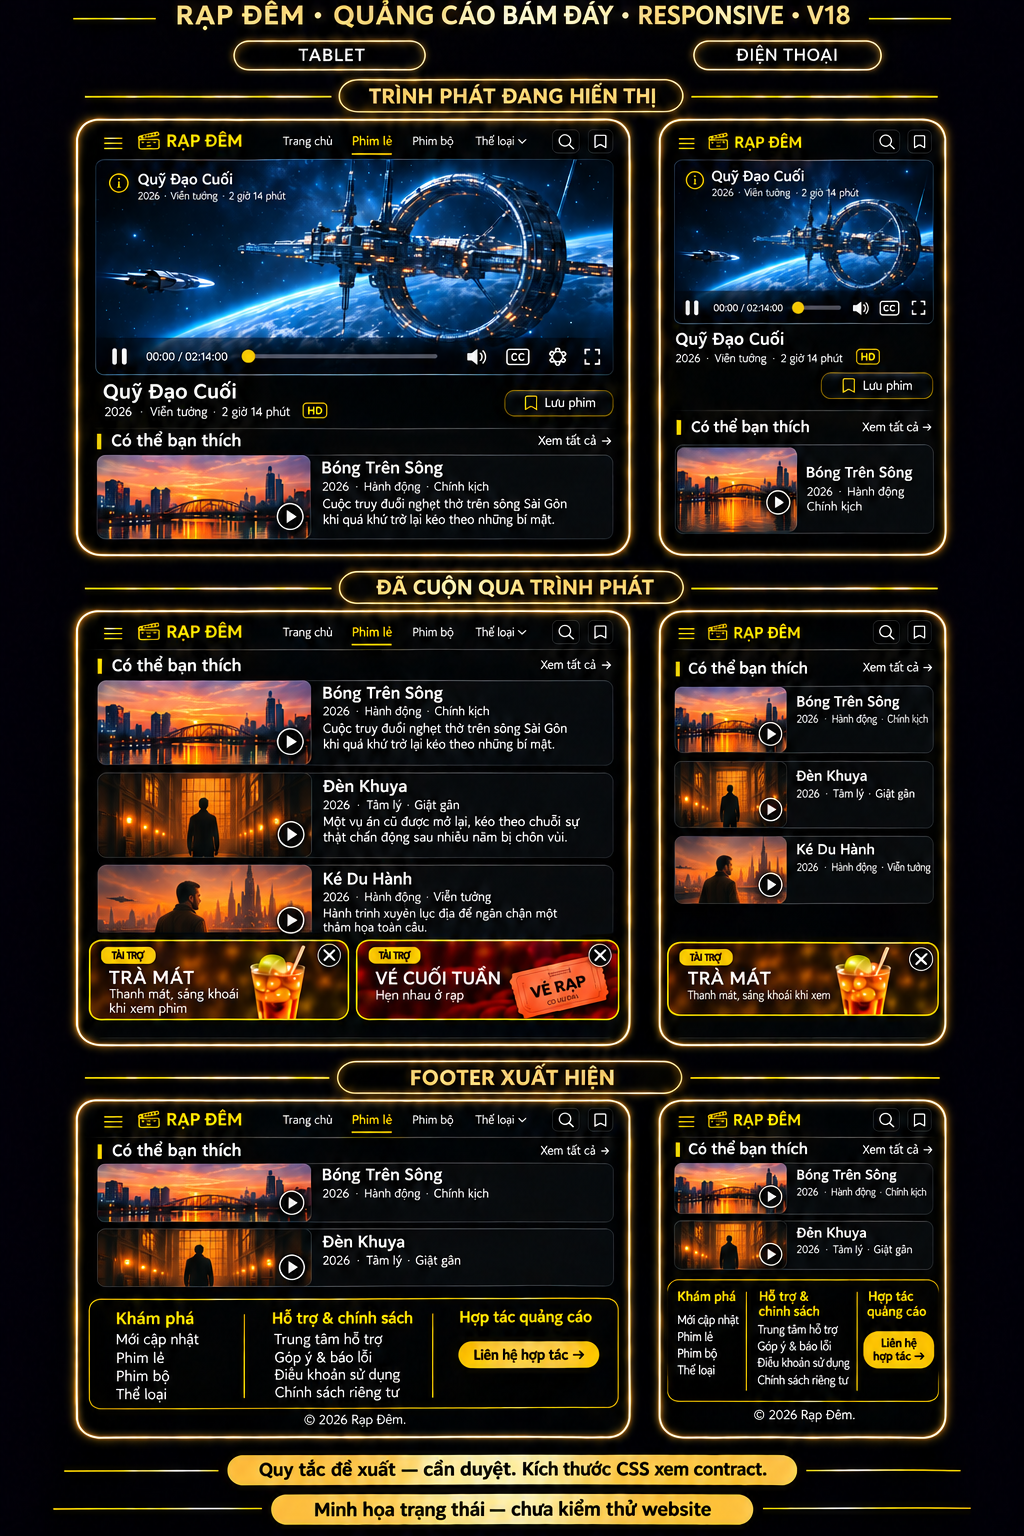 RẠP ĐÊM • QUẢNG CÁO BÁM ĐÁY • RESPONSIVE • V18
TABLET
ĐIỆN THOẠI
TRÌNH PHÁT ĐANG HIỂN THỊ
RẠP ĐÊM
Trang chủ
Phim lẻ
Phim bộ
Thể loại
Quỹ Đạo Cuối
2026 · Viễn tưởng · 2 giờ 14 phút
00:00 / 02:14:00
CC
Quỹ Đạo Cuối
2026 · Viễn tưởng · 2 giờ 14 phút HD
Lưu phim
Có thể bạn thích
Xem tất cả →
Bóng Trên Sông
2026 · Hành động · Chính kịch
Cuộc truy đuổi nghẹt thở trên sông Sài Gòn
khi quá khứ trở lại kéo theo những bí mật.
RẠP ĐÊM
Quỹ Đạo Cuối
2026 · Viễn tưởng · 2 giờ 14 phút
00:00 / 02:14:00
CC
Quỹ Đạo Cuối
2026 · Viễn tưởng · 2 giờ 14 phút HD
Lưu phim
Có thể bạn thích
Xem tất cả →
Bóng Trên Sông
2026 · Hành động
Chính kịch
ĐÃ CUỘN QUA TRÌNH PHÁT
RẠP ĐÊM
Trang chủ
Phim lẻ
Phim bộ
Thể loại
Có thể bạn thích
Xem tất cả →
Bóng Trên Sông
2026 · Hành động · Chính kịch
Cuộc truy đuổi nghẹt thở trên sông Sài Gòn
khi quá khứ trở lại kéo theo những bí mật.
Đèn Khuya
2026 · Tâm lý · Giật gân
Một vụ án cũ được mở lại, kéo theo chuỗi sự
thật chấn động sau nhiều năm bị chôn vùi.
Ké Du Hành
2026 · Hành động · Viễn tưởng
Hành trình xuyên lục địa để ngăn chặn một
thảm họa toàn cầu.
TÀI TRỢ
TRÀ MÁT
Thanh mát, sảng khoái
khi xem phim
TÀI TRỢ
VÉ CUỐI TUẦN
Hẹn nhau ở rạp
VÉ RẠP
RẠP ĐÊM
Có thể bạn thích
Xem tất cả →
Bóng Trên Sông
2026 · Hành động · Chính kịch
Đèn Khuya
2026 · Tâm lý · Giật gân
Ké Du Hành
2026 · Hành động · Viễn tưởng
TÀI TRỢ
TRÀ MÁT
Thanh mát, sảng khoái khi xem
FOOTER XUẤT HIỆN
RẠP ĐÊM
Trang chủ
Phim lẻ
Phim bộ
Thể loại
Có thể bạn thích
Xem tất cả →
Bóng Trên Sông
2026 · Hành động · Chính kịch
Đèn Khuya
2026 · Tâm lý · Giật gân
Khám phá
Mới cập nhật
Phim lẻ
Phim bộ
Thể loại
Hỗ trợ & chính sách
Trung tâm hỗ trợ
Góp ý & báo lỗi
Điều khoản sử dụng
Chính sách riêng tư
Hợp tác quảng cáo
Liên hệ hợp tác →
© 2026 Rạp Đêm.
RẠP ĐÊM
Có thể bạn thích
Xem tất cả →
Bóng Trên Sông
2026 · Hành động · Chính kịch
Đèn Khuya
2026 · Tâm lý · Giật gân
Khám phá
Mới cập nhật
Phim lẻ
Phim bộ
Thể loại
Hỗ trợ &
chính sách
Trung tâm hỗ trợ
Góp ý & báo lỗi
Điều khoản sử dụng
Chính sách riêng tư
Hợp tác
quảng cáo
Liên hệ
hợp tác →
© 2026 Rạp Đêm.
Quy tắc đề xuất — cần duyệt. Kích thước CSS xem contract.
Minh họa trạng thái — chưa kiểm thử website